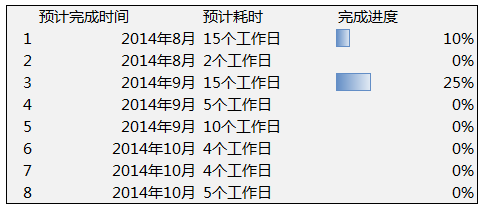 预计完成时间 预计耗时 完成进度
1 2014年8月 15个工作日 10%
2 2014年8月 2个工作日 0%
3 2014年9月 15个工作日 25%
4 2014年9月 5个工作日 0%
5 2014年9月 10个工作日 0%
6 2014年10月 4个工作日 0%
7 2014年10月 4个工作日 0%
8 2014年10月 5个工作日 0%